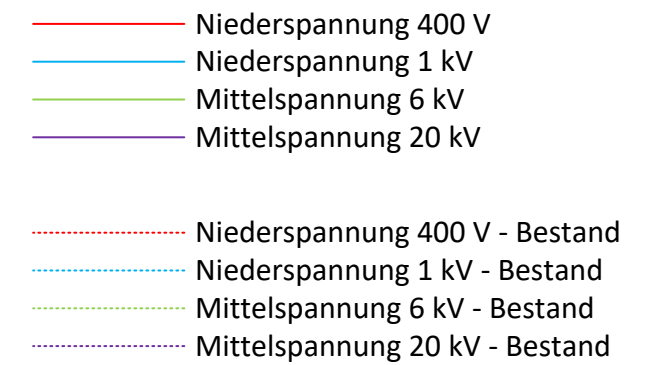 Niederspannung 400 V
Niederspannung 1 kV
Mittelspannung 6 kV
Mittelspannung 20 kV
Niederspannung 400 V - Bestand
Niederspannung 1 kV - Bestand
Mittelspannung 6 kV - Bestand
Mittelspannung 20 kV - Bestand